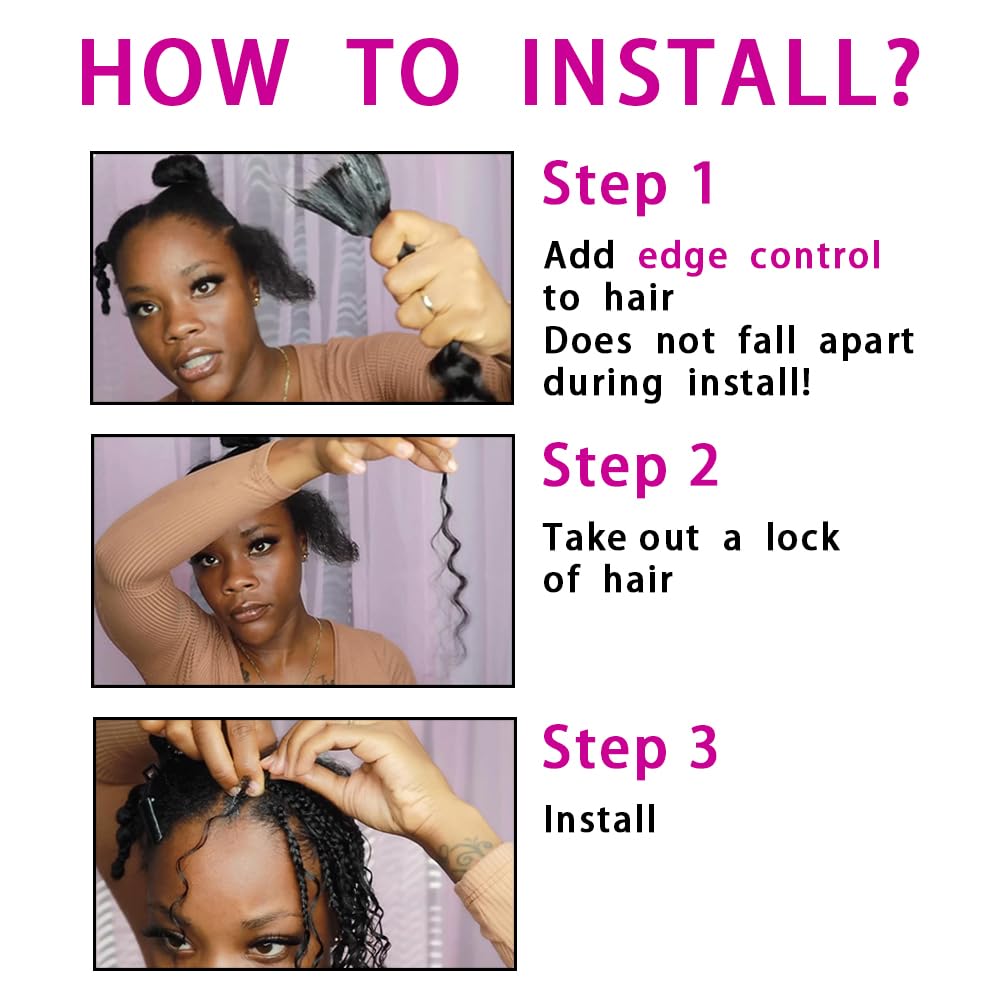 HOW TO INSTALL?
Step 1
Add edge control
to hair
Does not fall apart
during install!
Step 2
Take out a lock
of hair
Step 3
Install